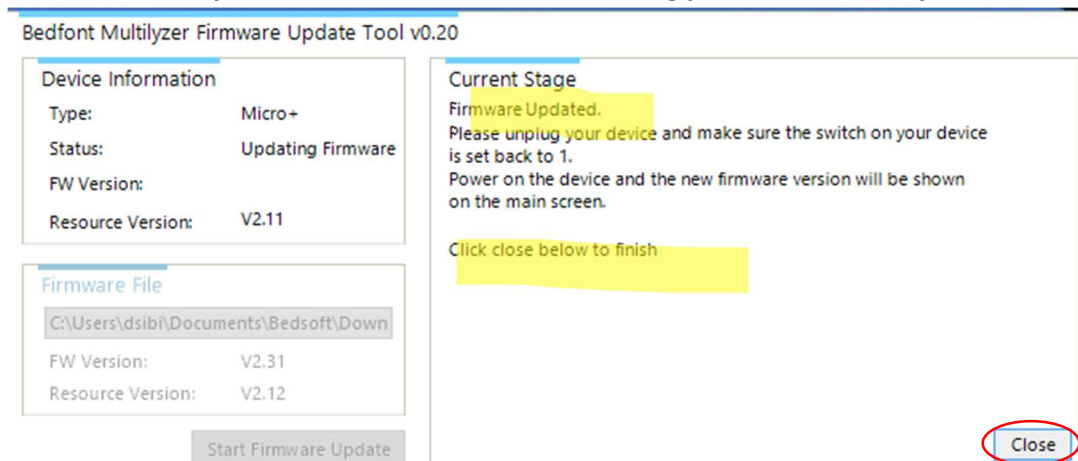 Bedfont Multilyzer Firmware Update Tool v0.20
Device Information
Type: Micro+
Status: Updating Firmware
FW Version:
Resource Version: V2.11
Firmware File
C:\Users\dsibi\Documents\Bedsoft\Down
FW Version: V2.31
Resource Version: V2.12
Start Firmware Update
Current Stage
Firmware Updated.
Please unplug your device and make sure the switch on your device
is set back to 1.
Power on the device and the new firmware version will be shown
on the main screen.
Click close below to finish
Close